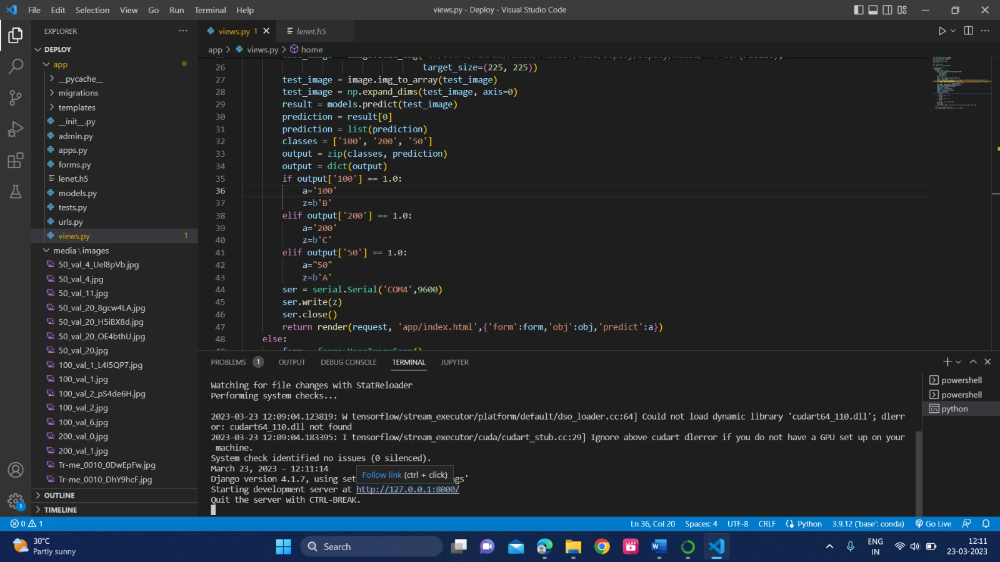 File Edit Selection View Go Run Terminal Help
views.py - Deploy - Visual Studio Code
EXPLORER
DEPLOY
app
__pycache__
migrations
templates
__init__.py
admin.py
apps.py
forms.py
lenet.h5
models.py
tests.py
urls.py
views.py 1
media\images
50_val_4_Uel8pVb.jpg
50_val_4.jpg
50_val_11.jpg
50_val_20_8gcw4LA.jpg
50_val_20_H5iBX8d.jpg
50_val_20_OE4bthU.jpg
50_val_20.jpg
100_val_1_L4I5QP7.jpg
100_val_1.jpg
100_val_2_pS4de6H.jpg
100_val_2.jpg
100_val_6.jpg
200_val_0.jpg
200_val_1.jpg
Tr-me_0010_0DwEpFw.jpg
Tr-me_0010_DhY9hcF.jpg
OUTLINE
TIMELINE
views.py 1
lenet.h5
app > views.py > home
26 target_size=(225, 225))
27 test_image = image.img_to_array(test_image)
28 test_image = np.expand_dims(test_image, axis=0)
29 result = models.predict(test_image)
30 prediction = result[0]
31 prediction = list(prediction)
32 classes = ['100', '200', '50']
33 output = zip(classes, prediction)
34 output = dict(output)
35 if output['100'] == 1.0:
36 a='100'
37 z=b'B'
38 elif output['200'] == 1.0:
39 a='200'
40 z=b'C'
41 elif output['50'] == 1.0:
42 a="50"
43 z=b'A'
44 ser = serial.Serial('COM4',9600)
45 ser.write(z)
46 ser.close()
47 return render(request, 'app/index.html',{'form':form,'obj':obj,'predict':a})
48 else:
PROBLEMS 1 OUTPUT DEBUG CONSOLE TERMINAL JUPYTER
Watching for file changes with StatReloader
Performing system checks...
2023-03-23 12:09:04.123819: W tensorflow/stream_executor/platform/default/dso_loader.cc:64] Could not load dynamic library 'cudart64_110.dll'; dlerr
or: cudart64_110.dll not found
2023-03-23 12:09:04.183395: I tensorflow/stream_executor/cuda/cudart_stub.cc:29] Ignore above cudart dlerror if you do not have a GPU set up on your
machine.
System check identified no issues (0 silenced).
March 23, 2023 - 12:11:14
Follow link (ctrl + click)
Django version 4.1.7, using set gs'
Starting development server at http://127.0.0.1:8000/
Quit the server with CTRL-BREAK.
powershell
powershell
python
0 1
Ln 36, Col 20 Spaces: 4 UTF-8 CRLF Python 3.9.12 ('base': conda) Go Live
1
30°C
Partly sunny
Search
ENG
IN
12:11
23-03-2023